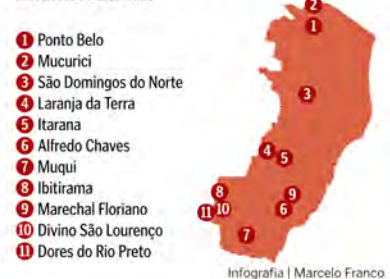 1 Ponto Belo
2 Mucurici
3 São Domingos do Norte
4 Laranja da Terra
5 Itarana
6 Alfredo Chaves
7 Muqui
8 Ibitirama
9 Marechal Floriano
10 Divino São Lourenço
11 Dores do Rio Preto
2
1
3
4
5
8
9
11 10
6
7
Infografia | Marcelo Franco